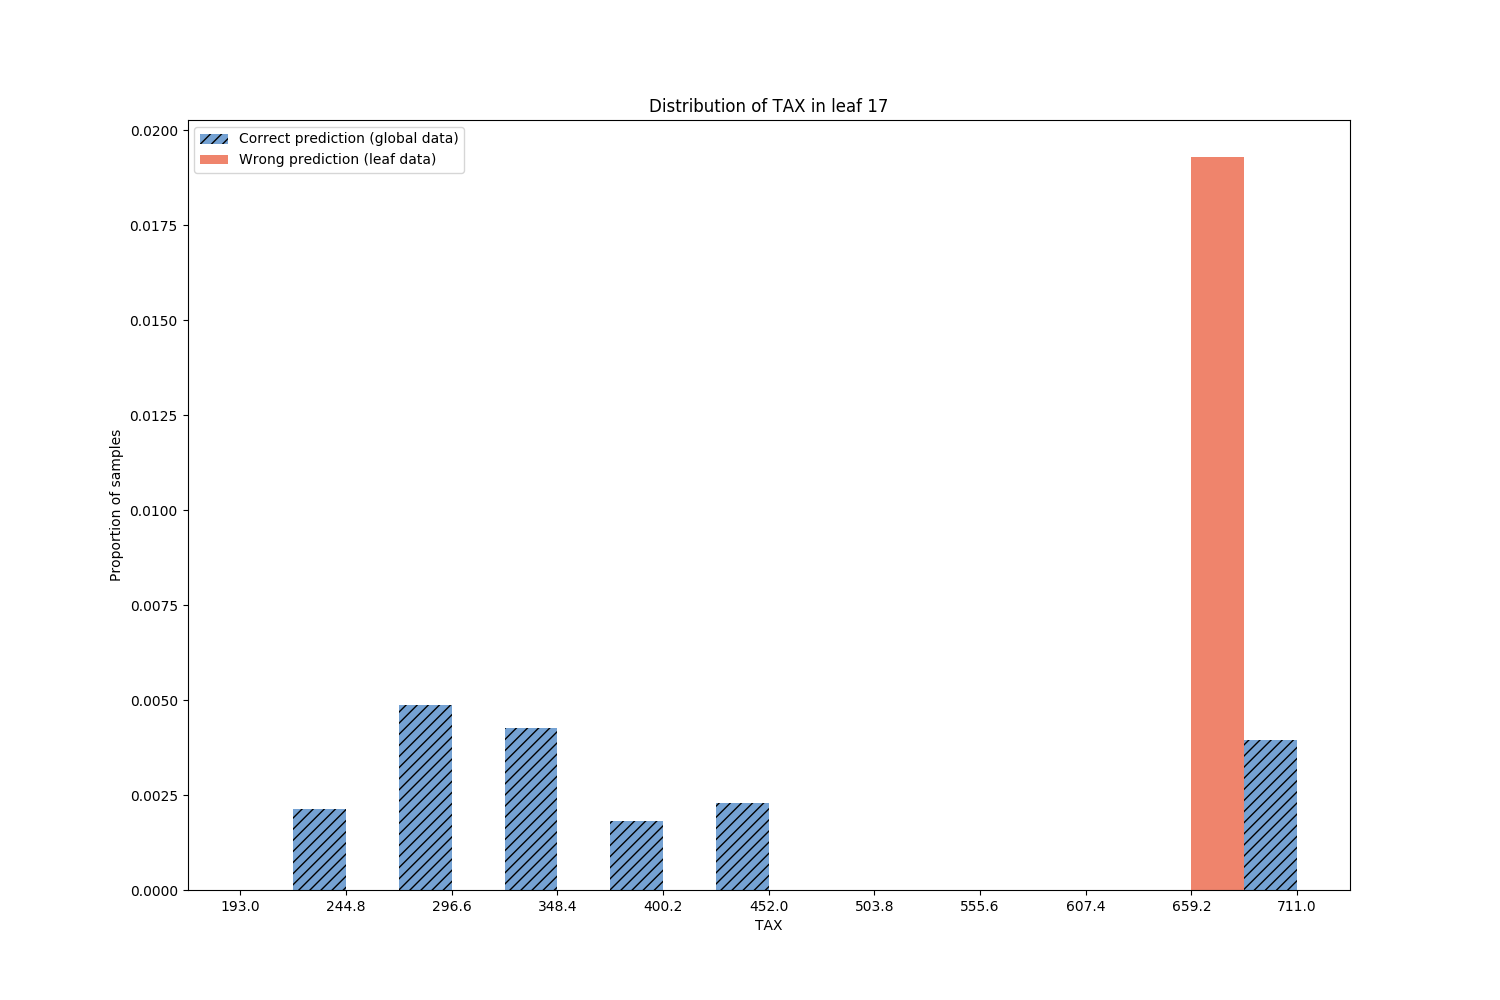 Distribution of TAX in leaf 17
Correct prediction (global data)
Wrong prediction (leaf data)
0.0200
0.0175
0.0150
0.0125
0.0100
0.0075
0.0050
0.0025
0.0000
Proportion of samples
193.0 244.8 296.6 348.4 400.2 452.0 503.8 555.6 607.4 659.2 711.0
TAX